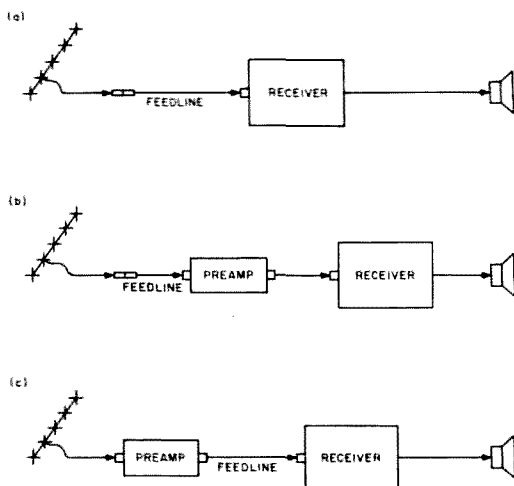 (a)
FEEDLINE
RECEIVER
(b)
FEEDLINE
PREAMP
RECEIVER
(c)
PREAMP
FEEDLINE
RECEIVER